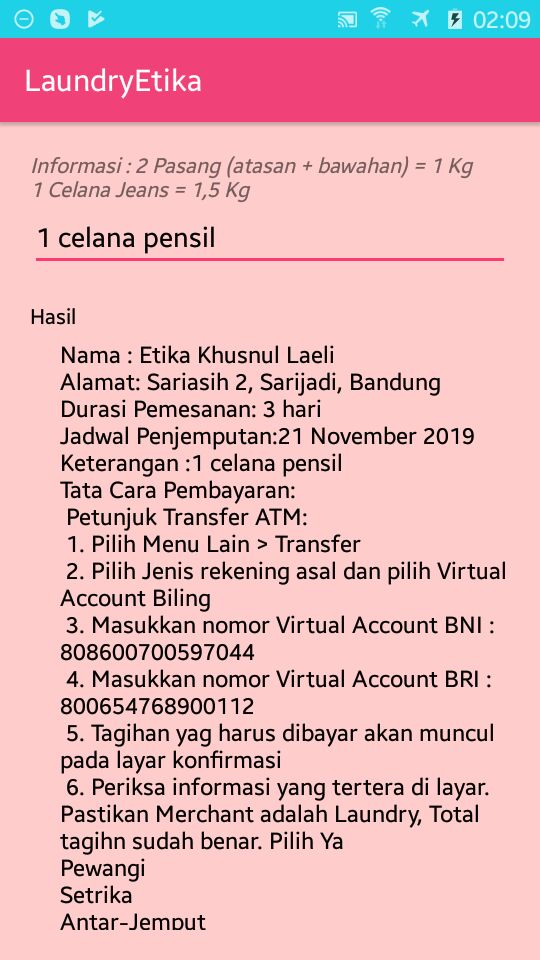 02:09
LaundryEtika
Informasi : 2 Pasang (atasan + bawahan) = 1 Kg
1 Celana Jeans = 1,5 Kg
1 celana pensil
Hasil
Nama : Etika Khusnul Laeli
Alamat: Sariasih 2, Sarijadi, Bandung
Durasi Pemesanan: 3 hari
Jadwal Penjemputan:21 November 2019
Keterangan :1 celana pensil
Tata Cara Pembayaran:
Petunjuk Transfer ATM:
1. Pilih Menu Lain > Transfer
2. Pilih Jenis rekening asal dan pilih Virtual
Account Biling
3. Masukkan nomor Virtual Account BNI :
808600700597044
4. Masukkan nomor Virtual Account BRI :
800654768900112
5. Tagihan yag harus dibayar akan muncul
pada layar konfirmasi
6. Periksa informasi yang tertera di layar.
Pastikan Merchant adalah Laundry, Total
tagihn sudah benar. Pilih Ya
Pewangi
Setrika
Antar-Jemput